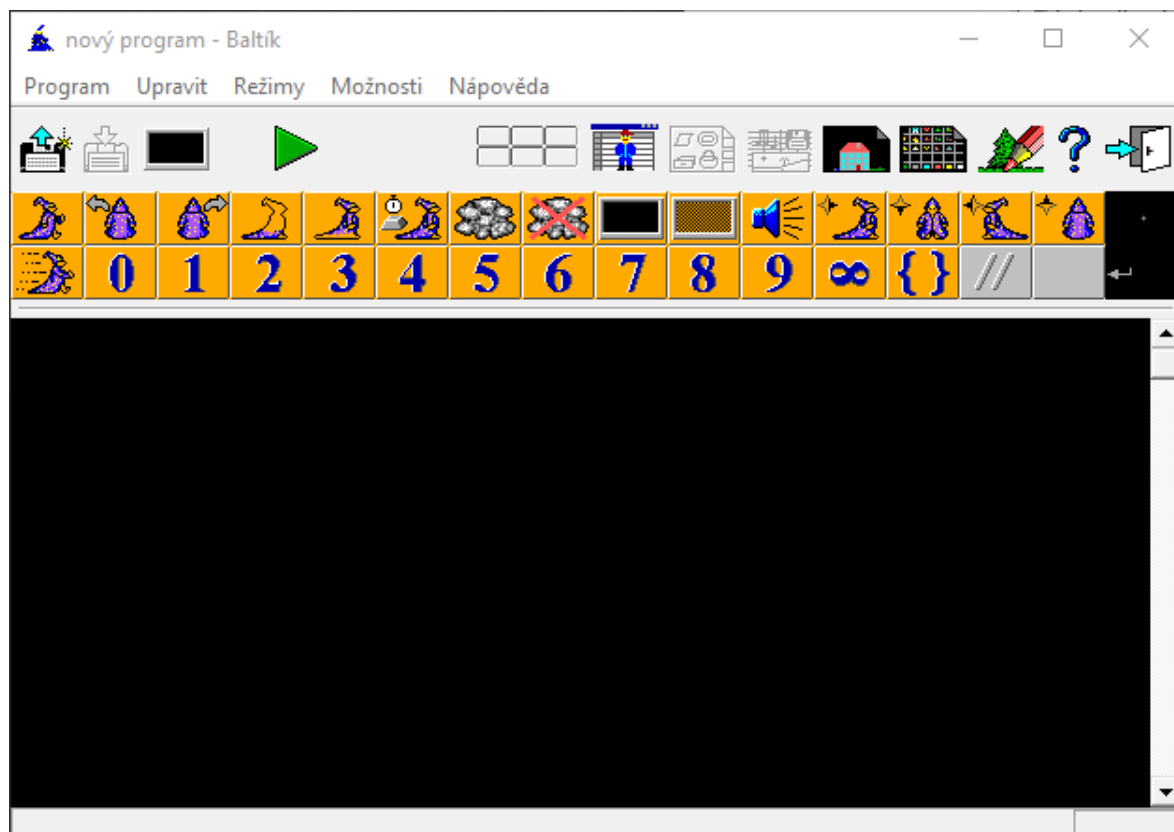 nový program - Baltík
Program Upravit Režimy Možnosti Nápověda
?
0 1 2 3 4 5 6 7 8 9 ∞ { } //